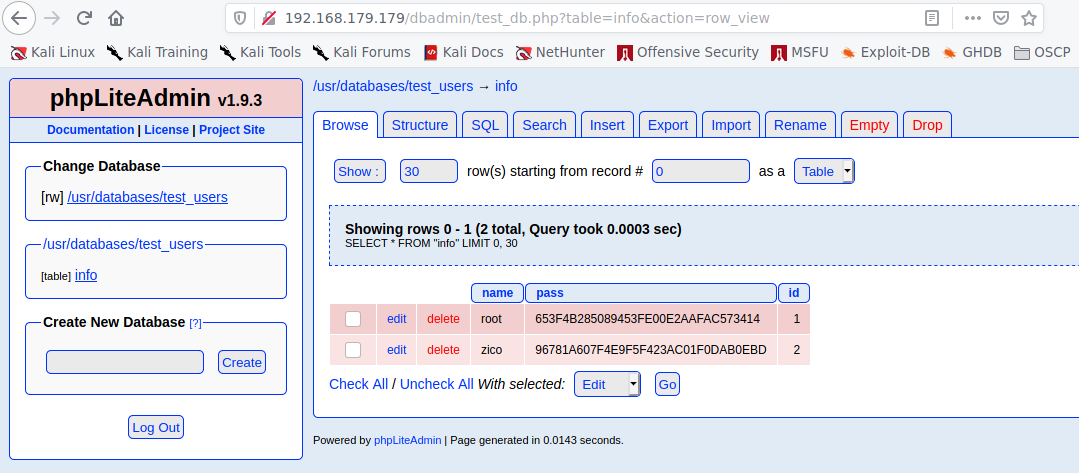 192.168.179.179/dbadmin/test_db.php?table=info&action=row_view
Kali Linux Kali Training Kali Tools Kali Forums Kali Docs NetHunter Offensive Security MSFU Exploit-DB GHDB OSCP
phpLiteAdmin v1.9.3
Documentation | License | Project Site
Change Database
[rw] /usr/databases/test_users
/usr/databases/test_users
[table] info
Create New Database [?]
Create
Log Out
/usr/databases/test_users → info
Browse Structure SQL Search Insert Export Import Rename Empty Drop
Show : 30 row(s) starting from record # 0 as a Table
Showing rows 0 - 1 (2 total, Query took 0.0003 sec)
SELECT * FROM "info" LIMIT 0, 30
name pass id
edit delete root 653F4B285089453FE00E2AAFAC573414 1
edit delete zico 96781A607F4E9F5F423AC01F0DAB0EBD 2
Check All / Uncheck All With selected: Edit Go
Powered by phpLiteAdmin | Page generated in 0.0143 seconds.